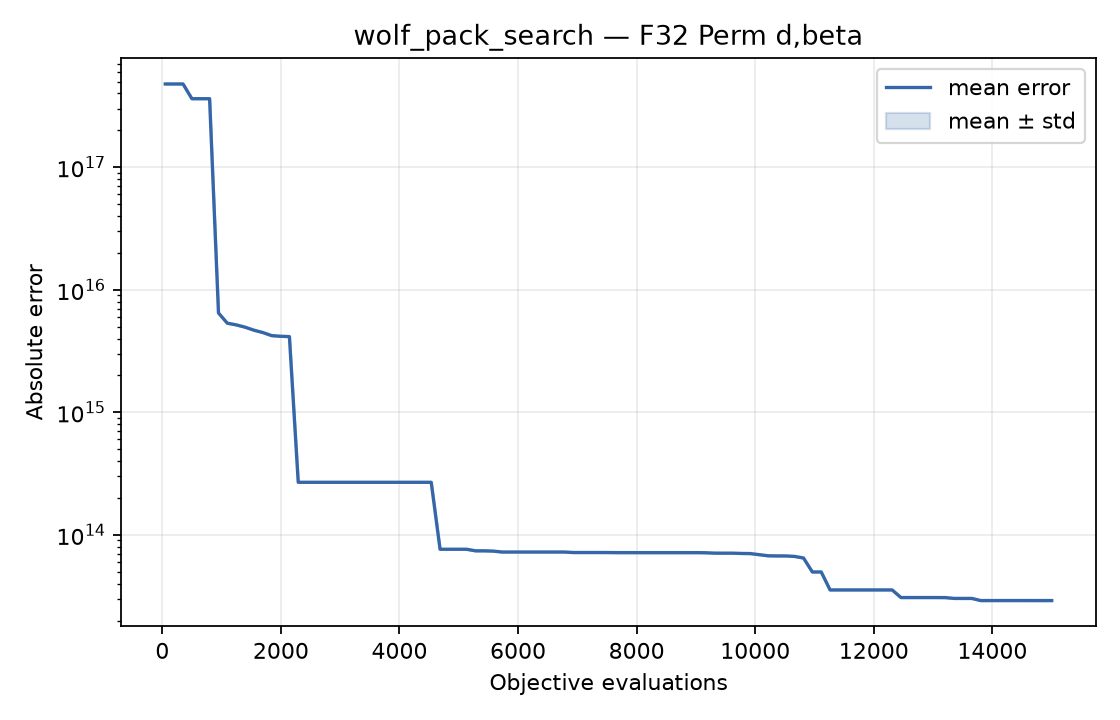 wolf_pack_search — F32 Perm d,beta
mean error
mean ± std
Absolute error
10^17
10^16
10^15
10^14
0 2000 4000 6000 8000 10000 12000 14000
Objective evaluations